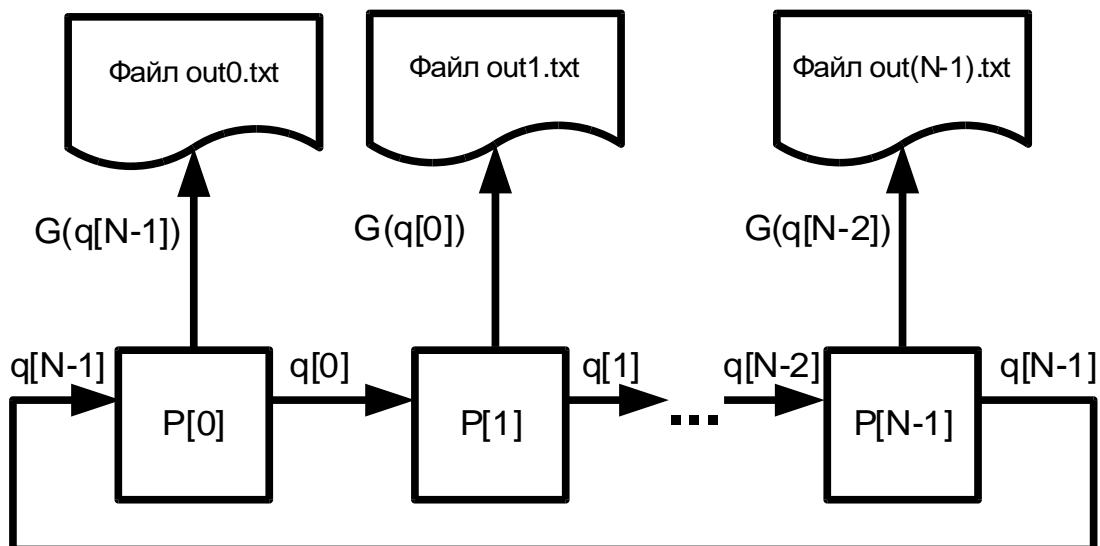 Файл out0.txt
Файл out1.txt
Файл out(N-1).txt
G(q[N-1])
G(q[0])
G(q[N-2])
q[N-1]
q[0]
q[1]
q[N-2]
q[N-1]
P[0]
P[1]
...
P[N-1]